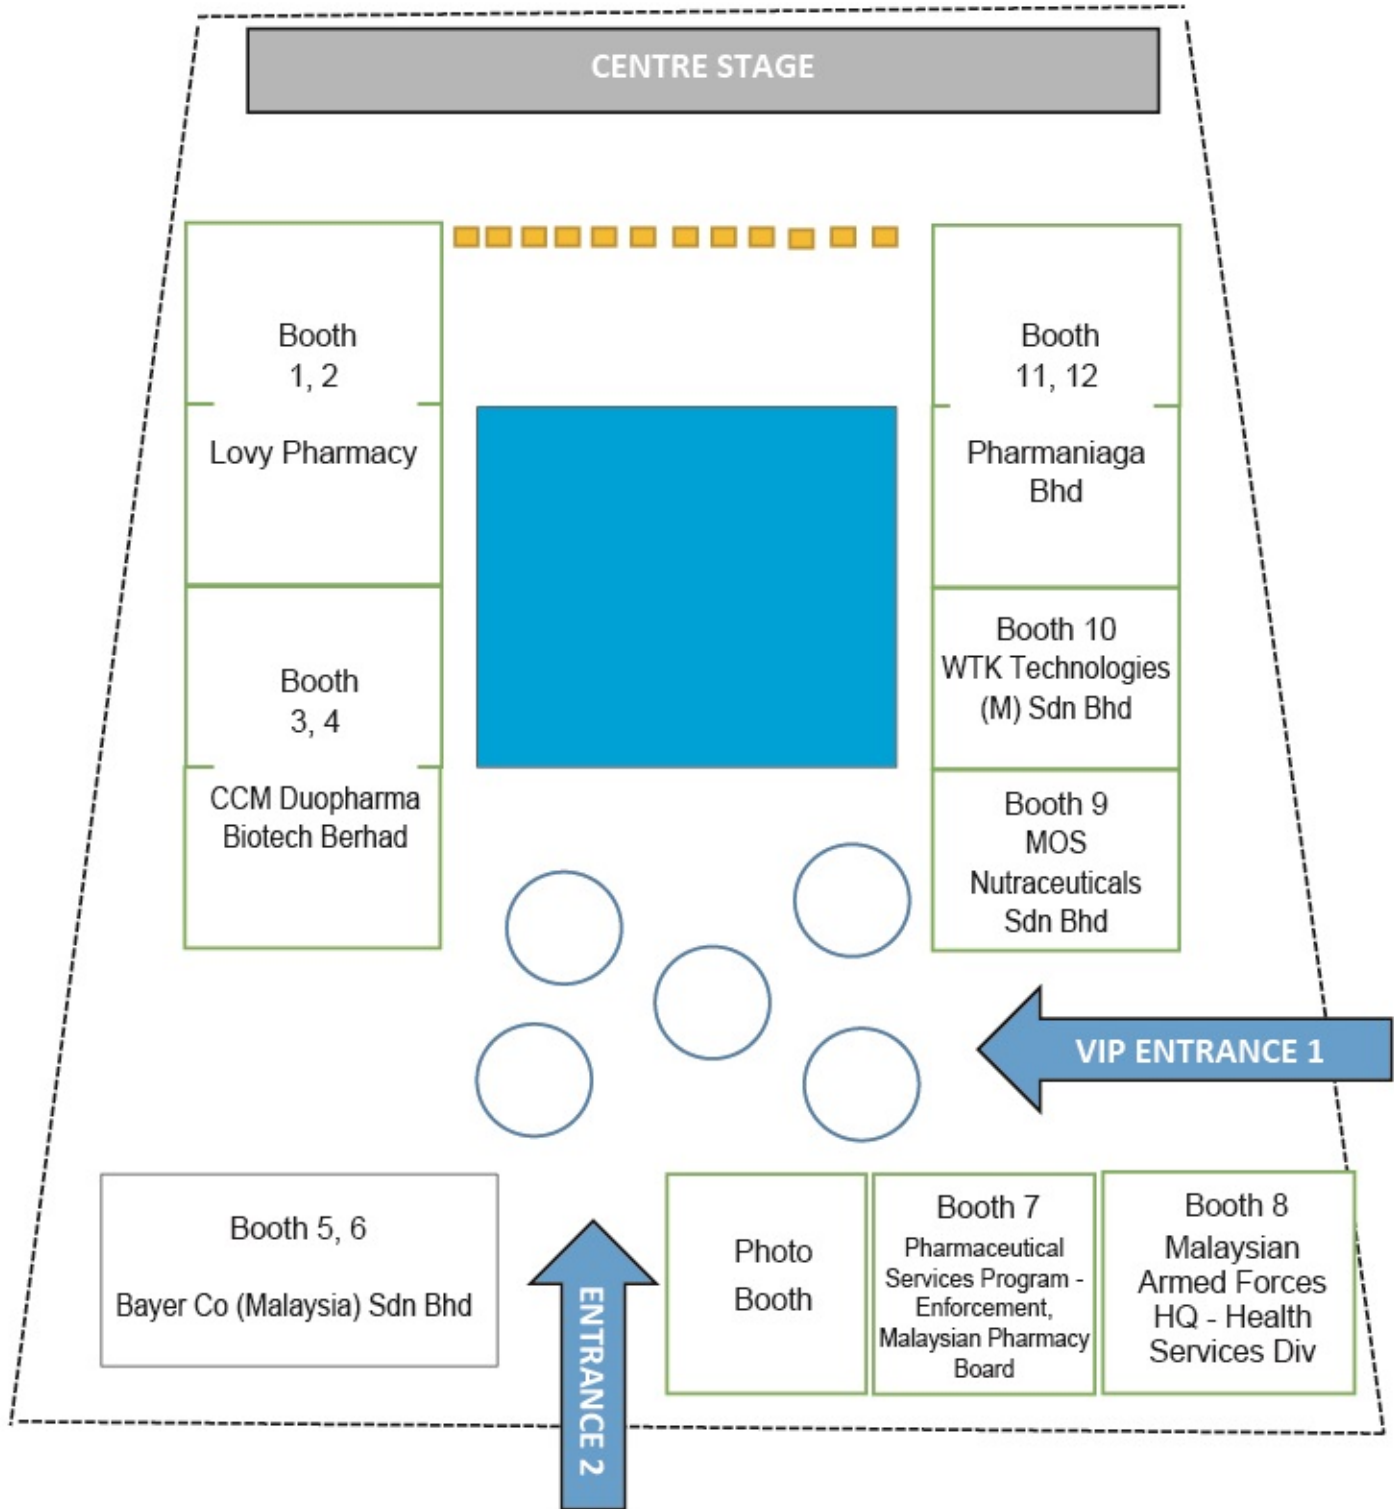 CENTRE STAGE
Booth
1, 2
Lovy Pharmacy
Booth
11, 12
Pharmaniaga
Bhd
Booth
3, 4
CCM Duopharma
Biotech Berhad
Booth 10
WTK Technologies
(M) Sdn Bhd
Booth 9
MOS
Nutraceuticals
Sdn Bhd
VIP ENTRANCE 1
Booth 5, 6
Bayer Co (Malaysia) Sdn Bhd
ENTRANCE 2
Photo
Booth
Booth 7
Pharmaceutical
Services Program -
Enforcement,
Malaysian Pharmacy
Board
Booth 8
Malaysian
Armed Forces
HQ - Health
Services Div